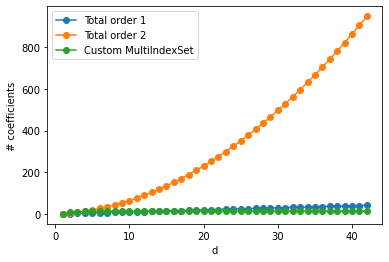 Total order 1
Total order 2
Custom MultiIndexSet
# coefficients
800
600
400
200
0
0
10
20
30
40
d